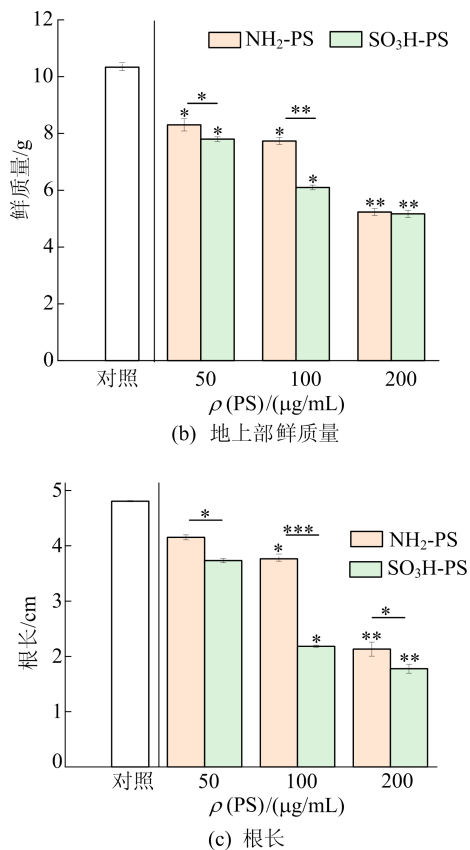 12
NH₂-PS
SO₃H-PS
10
*
**
8
*
*
*
6
*
**
**
4
2
0
鲜质量/g
对照
50
100
200
ρ (PS)/(μg/mL)
(b) 地上部鲜质量
5
*
***
NH₂-PS
SO₃H-PS
4
*
3
*
*
**
**
2
1
0
根长/cm
对照
50
100
200
ρ (PS)/(μg/mL)
(c) 根长